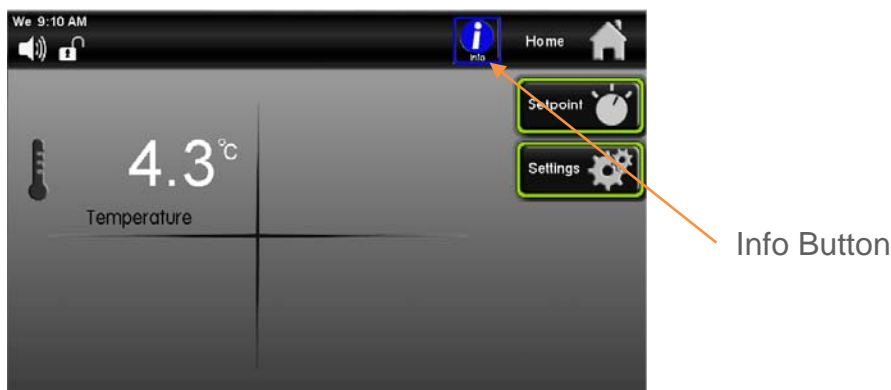 We 9:10 AM
Info
Home
Setpoint
Settings
4.3°C
Temperature
Info Button